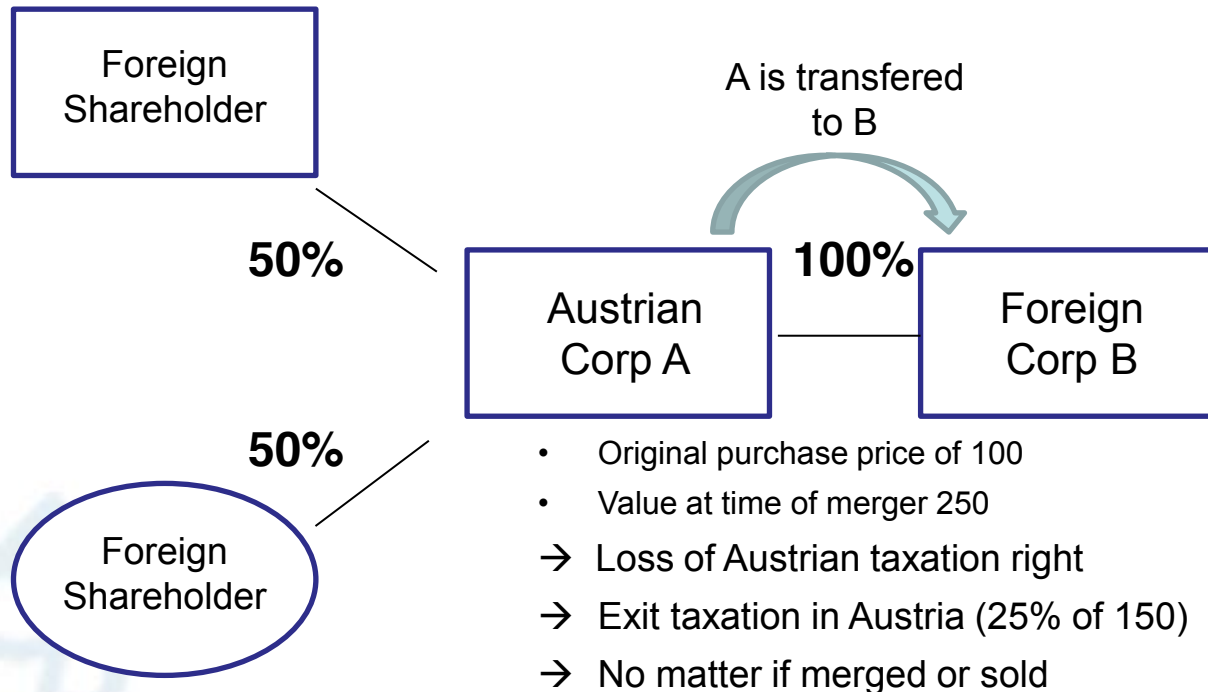 Foreign
Shareholder
A is transfered
to B
50%
100%
Austrian
Corp A
Foreign
Corp B
50%
• Original purchase price of 100
• Value at time of merger 250
→ Loss of Austrian taxation right
→ Exit taxation in Austria (25% of 150)
→ No matter if merged or sold
Foreign
Shareholder